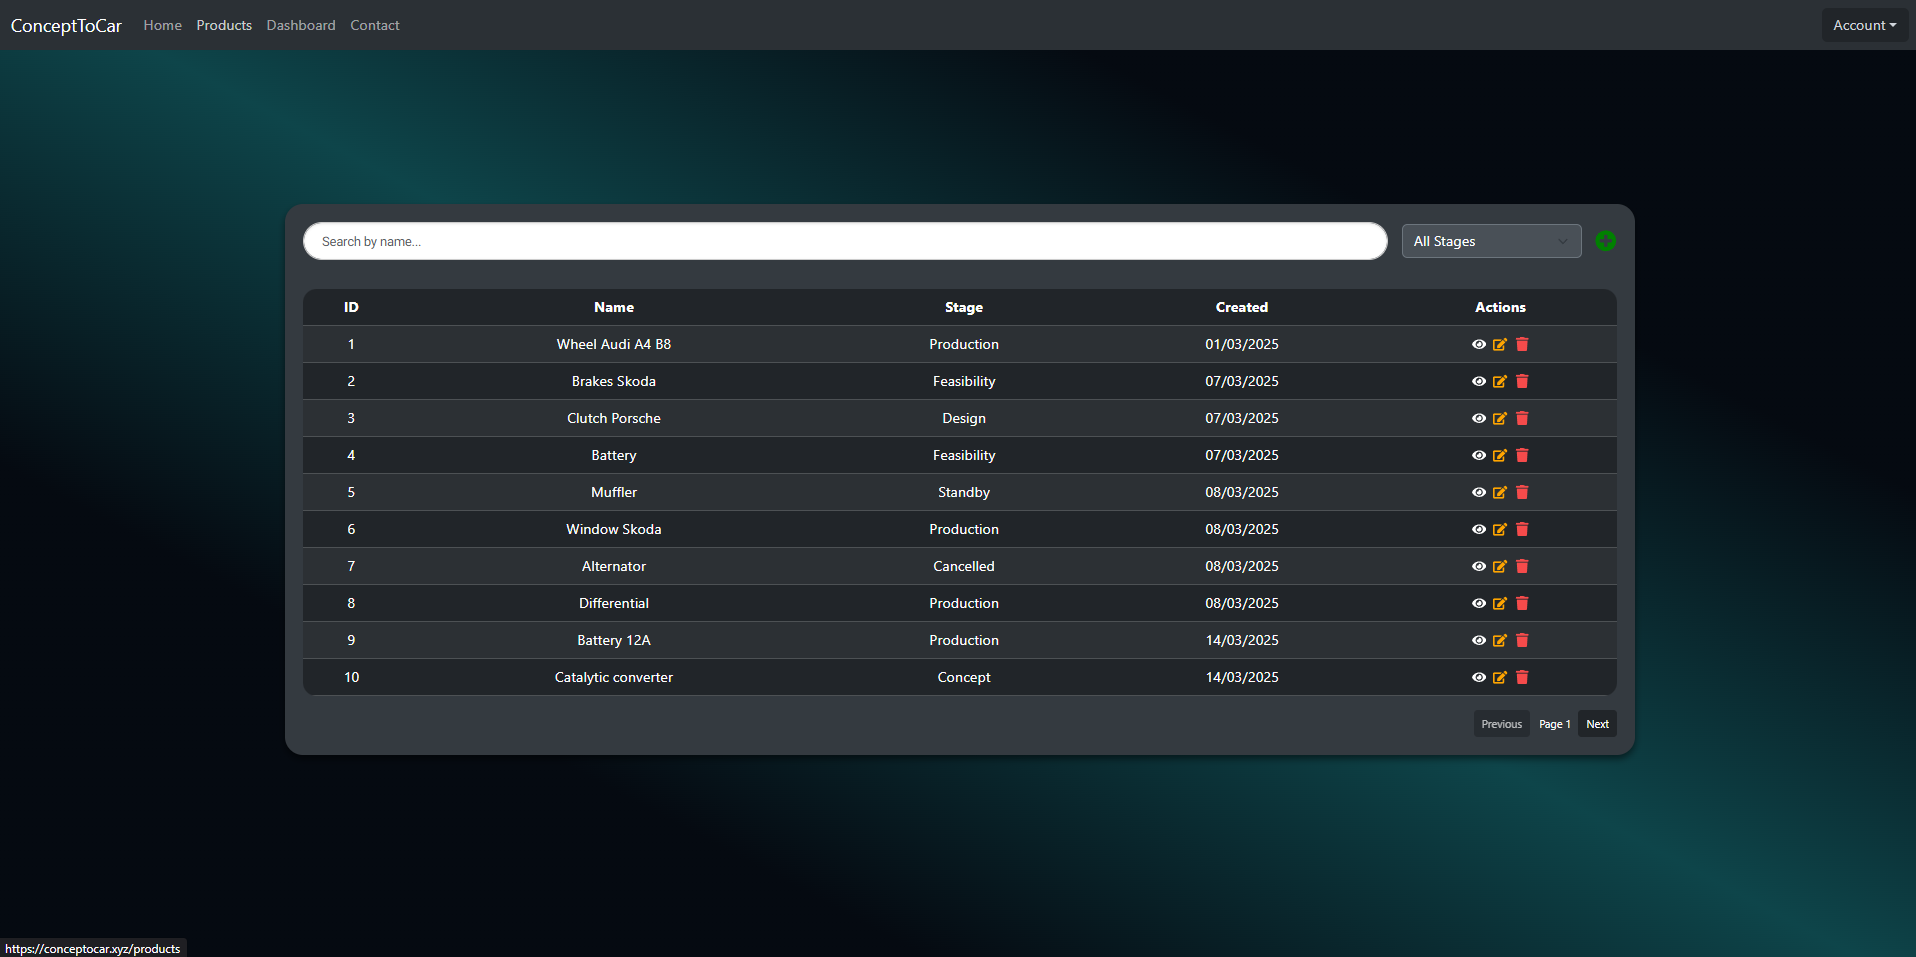 ConceptToCar Home Products Dashboard Contact Account
Search by name... All Stages
ID Name Stage Created Actions
1 Wheel Audi A4 B8 Production 01/03/2025
2 Brakes Skoda Feasibility 07/03/2025
3 Clutch Porsche Design 07/03/2025
4 Battery Feasibility 07/03/2025
5 Muffler Standby 08/03/2025
6 Window Skoda Production 08/03/2025
7 Alternator Cancelled 08/03/2025
8 Differential Production 08/03/2025
9 Battery 12A Production 14/03/2025
10 Catalytic converter Concept 14/03/2025
Previous Page 1 Next
https://conceptocar.xyz/products